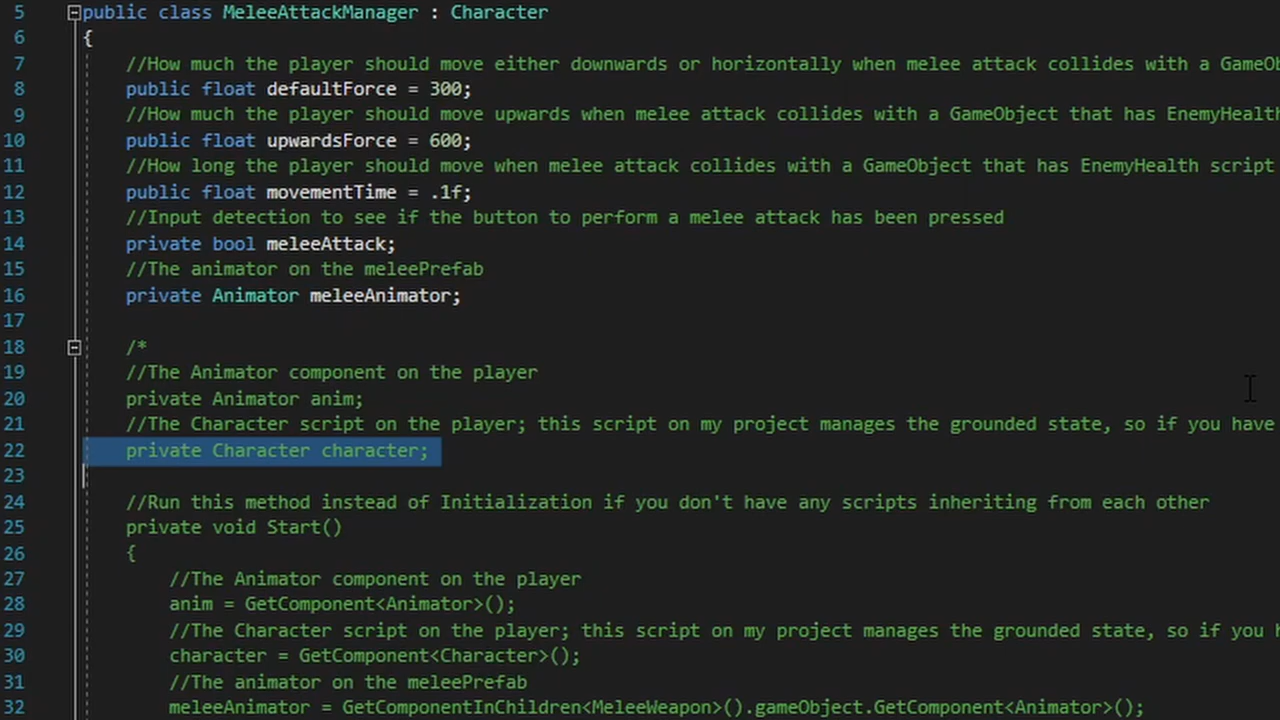 5 public class MeleeAttackManager : Character
6 {
7 //How much the player should move either downwards or horizontally when melee attack collides with a GameOb
8 public float defaultForce = 300;
9 //How much the player should move upwards when melee attack collides with a GameObject that has EnemyHealth
10 public float upwardsForce = 600;
11 //How long the player should move when melee attack collides with a GameObject that has EnemyHealth script
12 public float movementTime = .1f;
13 //Input detection to see if the button to perform a melee attack has been pressed
14 private bool meleeAttack;
15 //The animator on the meleePrefab
16 private Animator meleeAnimator;
17
18 /*
19 //The Animator component on the player
20 private Animator anim;
21 //The Character script on the player; this script on my project manages the grounded state, so if you have
22 private Character character;
23
24 //Run this method instead of Initialization if you don't have any scripts inheriting from each other
25 private void Start()
26 {
27 //The Animator component on the player
28 anim = GetComponent<Animator>();
29 //The Character script on the player; this script on my project manages the grounded state, so if you h
30 character = GetComponent<Character>();
31 //The animator on the meleePrefab
32 meleeAnimator = GetComponentInChildren<MeleeWeapon>().gameObject.GetComponent<Animator>();